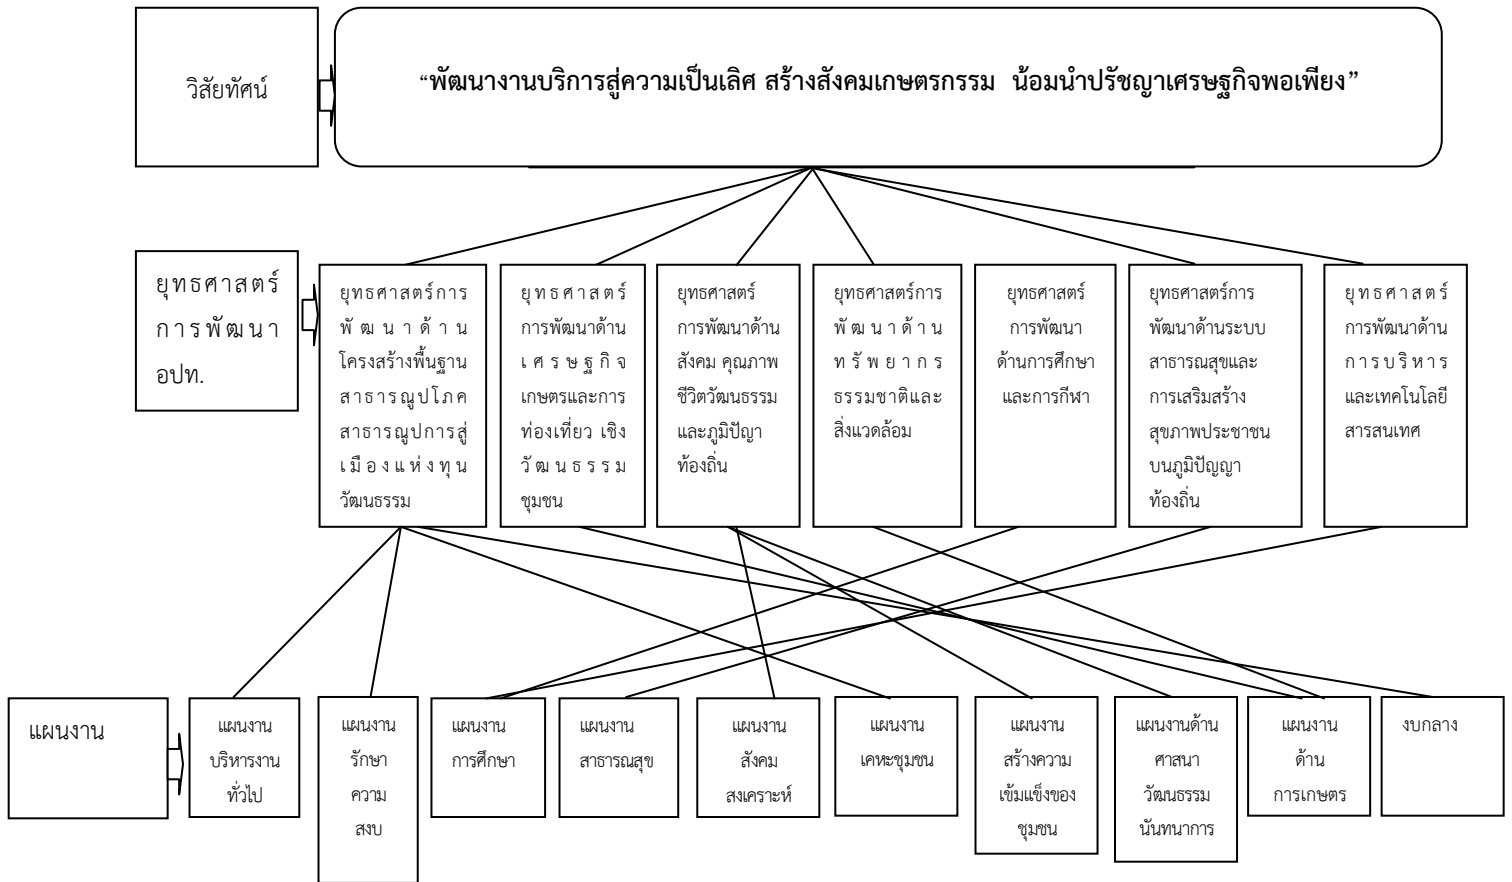 วิสัยทัศน์
“พัฒนางานบริการสู่ความเป็นเลิศ สร้างสังคมเกษตรกรรม น้อมนำปรัชญาเศรษฐกิจพอเพียง”
ยุทธศาสตร์
การพัฒนา
อปท.
ยุทธศาสตร์การ
พัฒนาด้าน
โครงสร้างพื้นฐาน
สาธารณูปโภค
สาธารณูปการสู่
เมืองแห่งทุน
วัฒนธรรม
ยุทธศาสตร์
การพัฒนาด้าน
เศรษฐกิจ
เกษตรและการ
ท่องเที่ยว เชิง
วัฒนธรรม
ชุมชน
ยุทธศาสตร์
การพัฒนาด้าน
สังคม คุณภาพ
ชีวิตวัฒนธรรม
และภูมิปัญา
ท้องถิ่น
ยุทธศาสตร์การ
พัฒนาด้าน
ทรัพยากร
ธรรมชาติและ
สิ่งแวดล้อม
ยุทธศาสตร์
การพัฒนา
ด้านการศึกษา
และการกีฬา
ยุทธศาสตร์การ
พัฒนาด้านระบบ
สาธารณสุขและ
การเสริมสร้าง
สุขภาพประชาชน
บนภูมิปัญญา
ท้องถิ่น
ยุทธศาสตร์
การพัฒนาด้าน
การบริหาร
และเทคโนโลยี
สารสนเทศ
แผนงาน
แผนงาน
บริหารงาน
ทั่วไป
แผนงาน
รักษา
ความ
สงบ
แผนงาน
การศึกษา
แผนงาน
สาธารณสุข
แผนงาน
สังคม
สงเคราะห์
แผนงาน
เคหะชุมชน
แผนงาน
สร้างความ
เข้มแข็งของ
ชุมชน
แผนงานด้าน
ศาสนา
วัฒนธรรม
นันทนาการ
แผนงาน
ด้าน
การเกษตร
งบกลาง